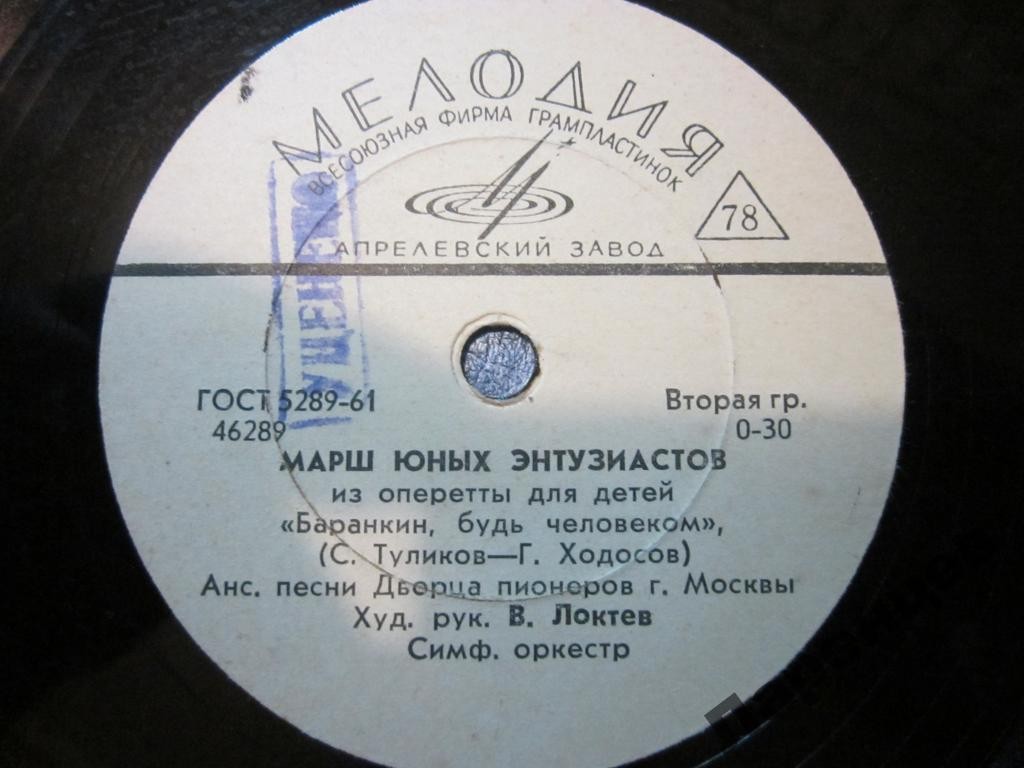 МЕЛОДИЯ
ВСЕСОЮЗНАЯ ФИРМА ГРАМПЛАСТИНОК
78
АПРЕЛЕВСКИЙ ЗАВОД
УЦЕНЕНО
ГОСТ 5289-61
Вторая гр.
46289
0-30
МАРШ ЮНЫХ ЭНТУЗИАСТОВ
из оперетты для детей
«Баранкин, будь человеком»,
(С. Туликов—Г. Ходосов)
Анс. песни Дворца пионеров г. Москвы
Худ. рук. В. Локтев
Симф. оркестр